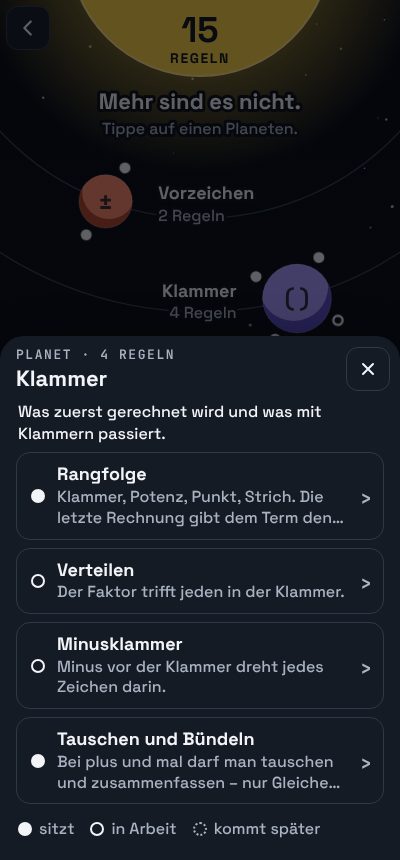 15
REGELN
Mehr sind es nicht.
Tippe auf einen Planeten.
±
Vorzeichen
2 Regeln
Klammer
4 Regeln
()
PLANET · 4 REGELN
Klammer
Was zuerst gerechnet wird und was mit
Klammern passiert.
Rangfolge
Klammer, Potenz, Punkt, Strich. Die
letzte Rechnung gibt dem Term den…
>
Verteilen
Der Faktor trifft jeden in der Klammer.
>
Minusklammer
Minus vor der Klammer dreht jedes
Zeichen darin.
>
Tauschen und Bündeln
Bei plus und mal darf man tauschen
und zusammenfassen – nur Gleiche…
>
sitzt in Arbeit kommt später